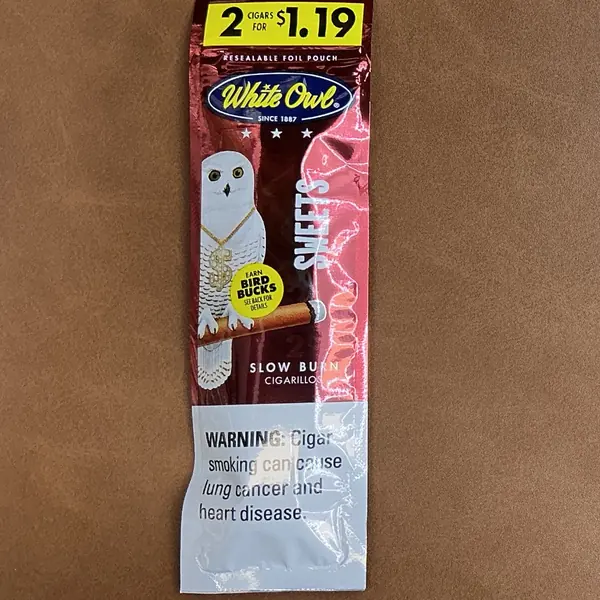 2 CIGARS FOR $1.19
RESEALABLE FOIL POUCH
White Owl®
SINCE 1887
SWEETS
$
EARN
BIRD
BUCKS
SEE BACK FOR
DETAILS
SLOW BURN
CIGARILLOS
WARNING: Cigar
smoking can cause
lung cancer and
heart disease.